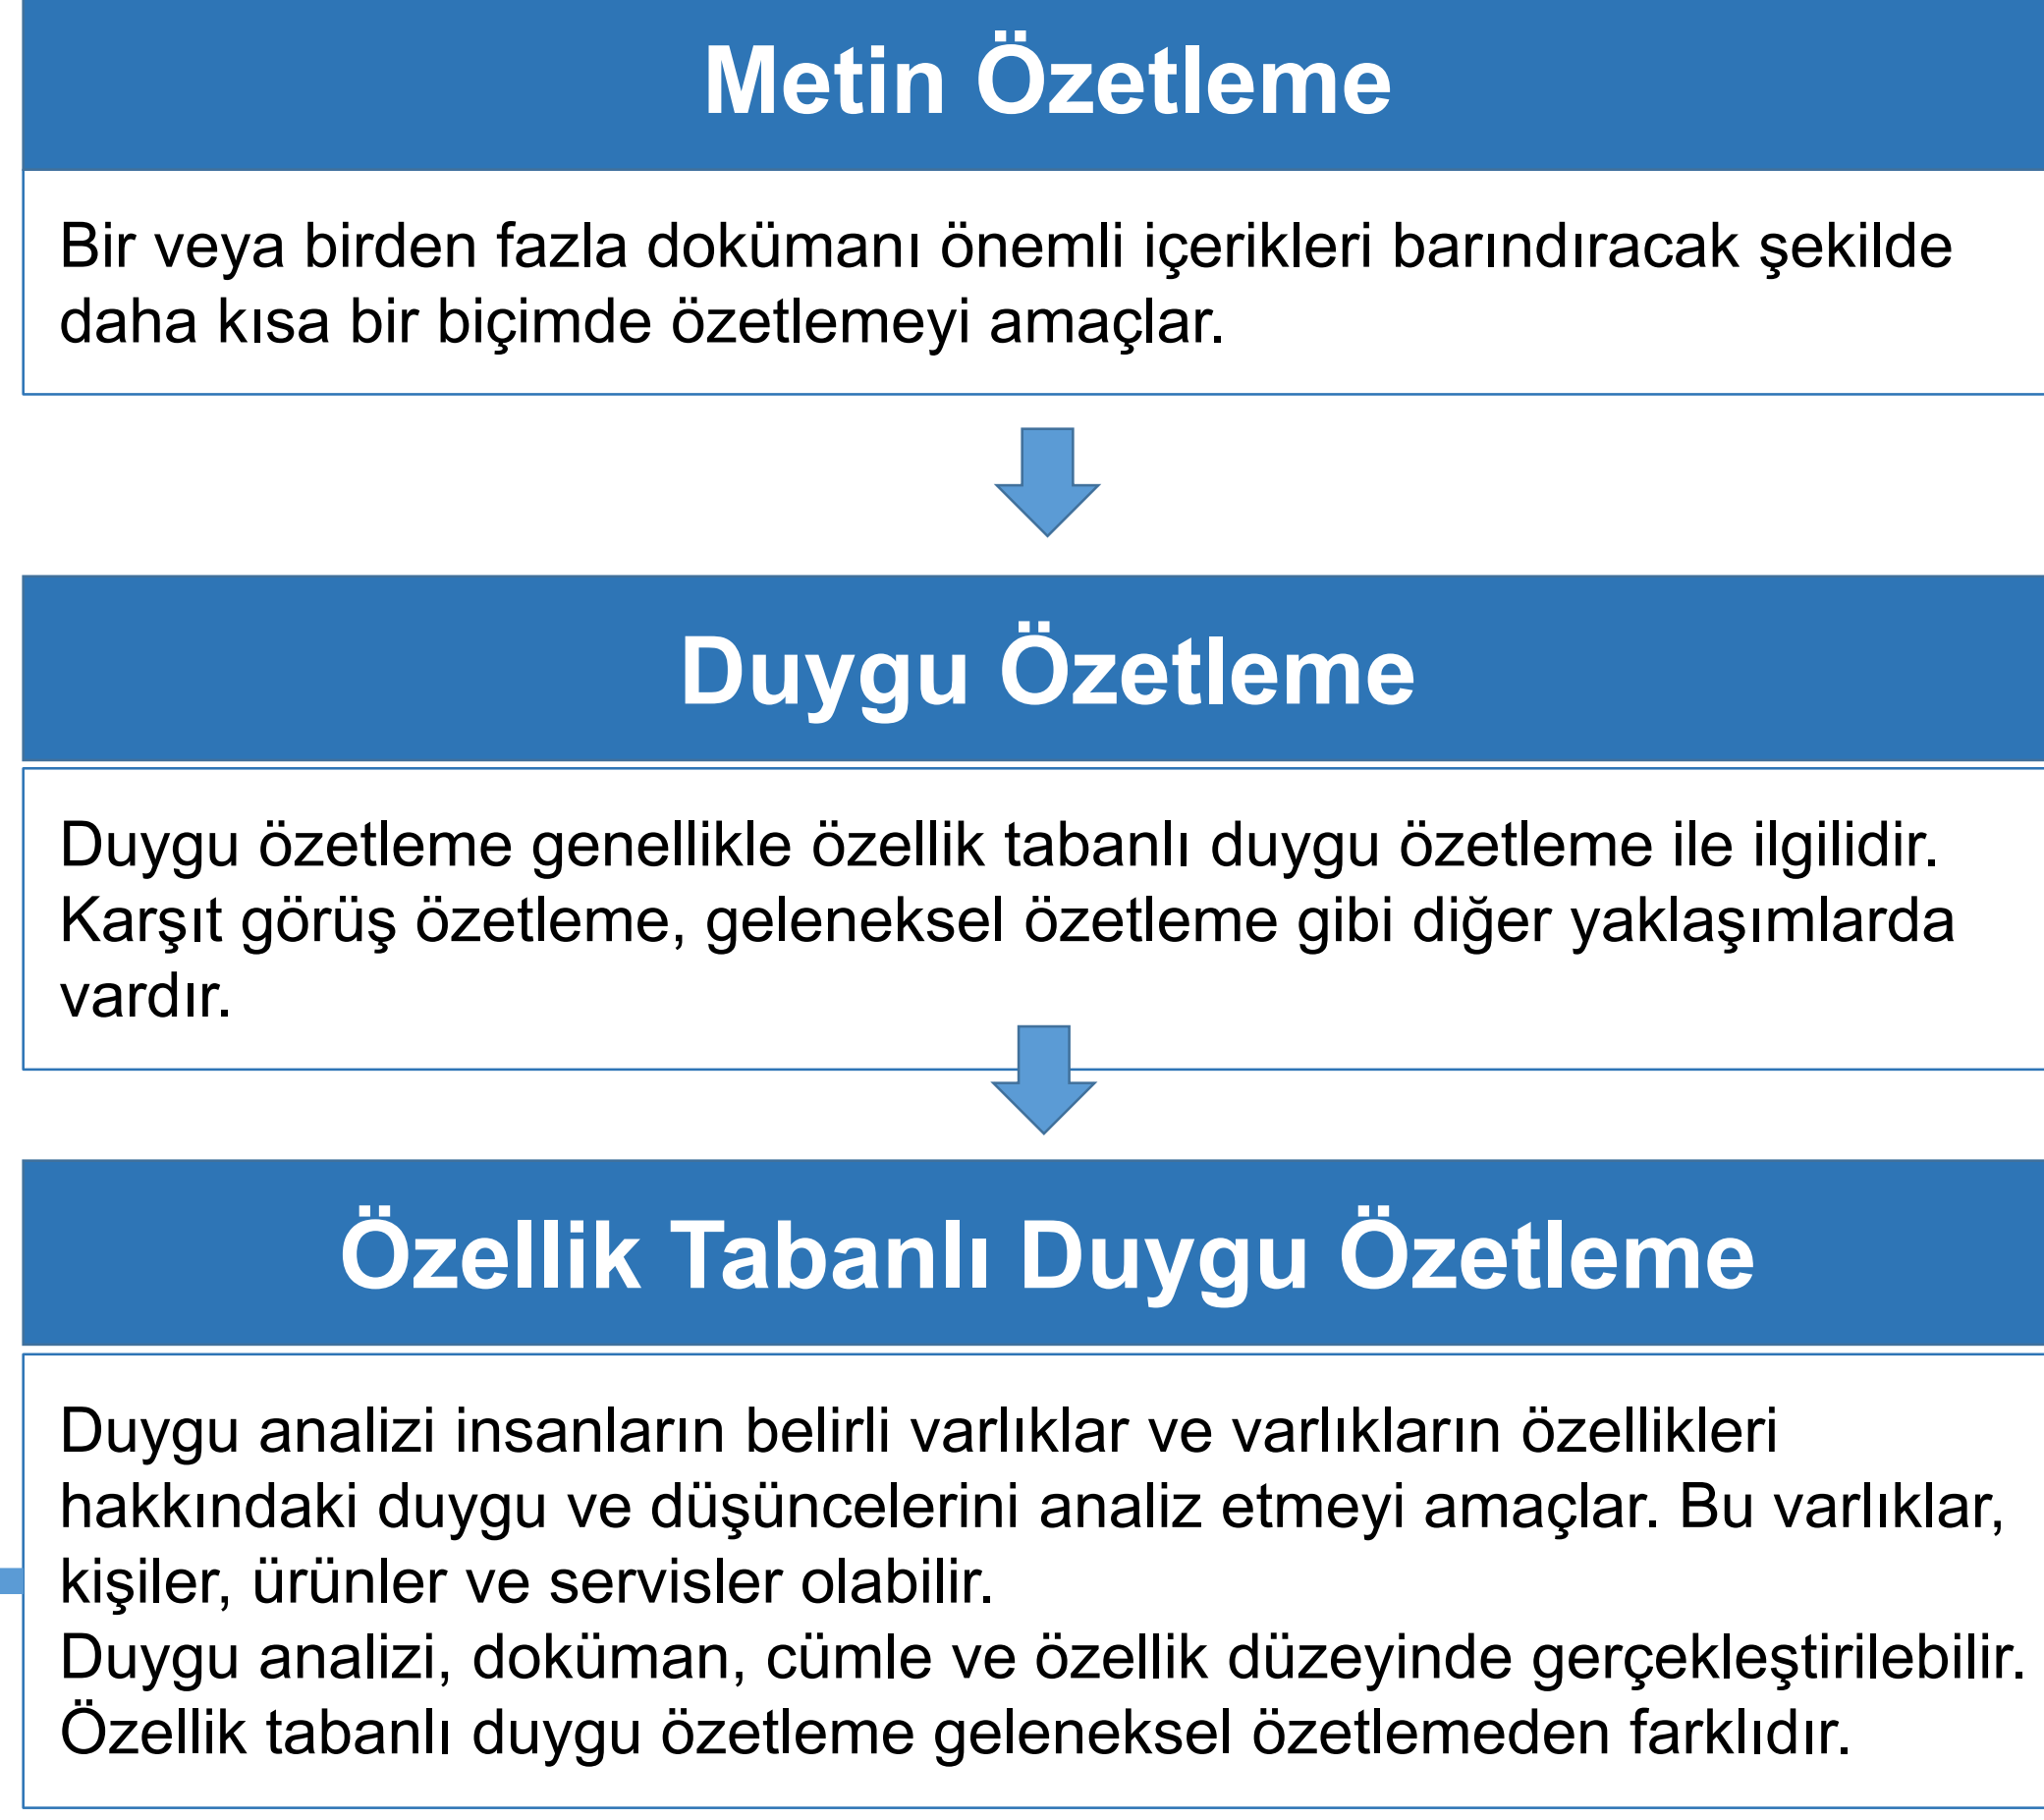 Metin Özetleme
Bir veya birden fazla dokümanı önemli içerikleri barındıracak şekilde
daha kısa bir biçimde özetlemeyi amaçlar.
Duygu Özetleme
Duygu özetleme genellikle özellik tabanlı duygu özetleme ile ilgilidir.
Karşıt görüş özetleme, geleneksel özetleme gibi diğer yaklaşımlarda
vardır.
Özellik Tabanlı Duygu Özetleme
Duygu analizi insanların belirli varlıklar ve varlıkların özellikleri
hakkındaki duygu ve düşüncelerini analiz etmeyi amaçlar. Bu varlıklar,
kişiler, ürünler ve servisler olabilir.
Duygu analizi, doküman, cümle ve özellik düzeyinde gerçekleştirilebilir.
Özellik tabanlı duygu özetleme geleneksel özetlemeden farklıdır.